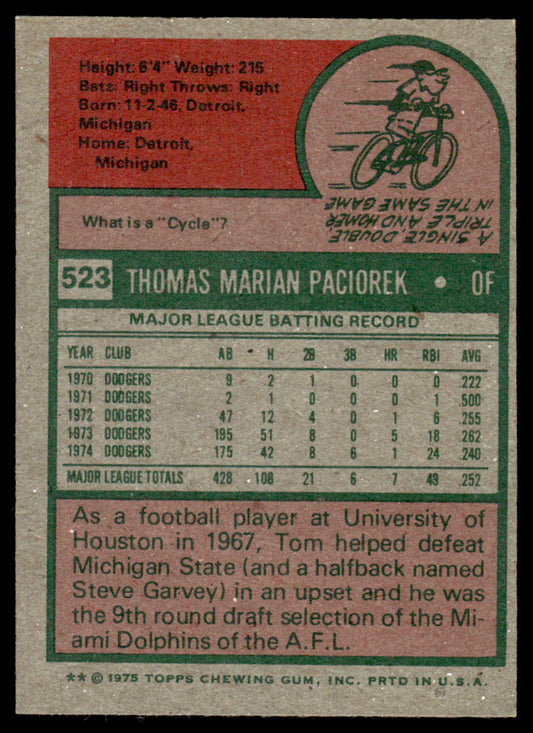 Height: 6'4" Weight: 215
Bats: Right Throws: Right
Born: 11-2-46, Detroit,
Michigan
Home: Detroit,
Michigan
What is a "Cycle"?
A SINGLE, DOUBLE,
TRIPLE AND HOMER
IN THE SAME GAME
523 THOMAS MARIAN PACIOREK • OF
MAJOR LEAGUE BATTING RECORD
YEAR CLUB AB H 2B 3B HR RBI AVG
1970 DODGERS 9 2 1 0 0 0 .222
1971 DODGERS 2 1 0 0 0 1 .500
1972 DODGERS 47 12 4 0 1 6 .255
1973 DODGERS 195 51 8 0 5 18 .262
1974 DODGERS 175 42 8 6 1 24 .240
MAJOR LEAGUE TOTALS 428 108 21 6 7 49 .252
As a football player at University of
Houston in 1967, Tom helped defeat
Michigan State (and a halfback named
Steve Garvey) in an upset and he was
the 9th round draft selection of the Mi-
ami Dolphins of the A.F.L.
** © 1975 TOPPS CHEWING GUM, INC. PRTD IN U.S.A.